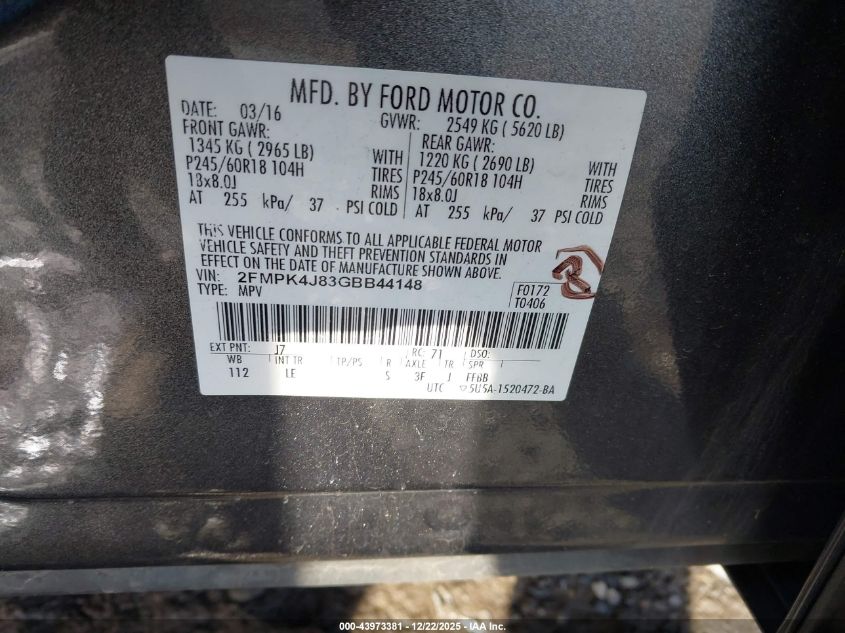 MFD. BY FORD MOTOR CO.
DATE: 03/16 GVWR: 2549 KG ( 5620 LB)
FRONT GAWR: REAR GAWR:
1345 KG ( 2965 LB) WITH 1220 KG ( 2690 LB) WITH
P245/60R18 104H TIRES P245/60R18 104H TIRES
18x8.0J RIMS 18x8.0J RIMS
AT 255 kPa/ 37 PSI COLD AT 255 kPa/ 37 PSI COLD
THIS VEHICLE CONFORMS TO ALL APPLICABLE FEDERAL MOTOR
VEHICLE SAFETY AND THEFT PREVENTION STANDARDS IN
EFFECT ON THE DATE OF MANUFACTURE SHOWN ABOVE.
VIN: 2FMPK4J83GBB44148
TYPE: MPV
F0172
T0406
EXT PNT: J7 RC: 71 DSO:
WB INT TR TP/PS R AXLE TR SPR
112 LE S 3F J FFBB
UTC 5U5A-1520472-BA
000-43973381 - 12/22/2025 - IAA Inc.